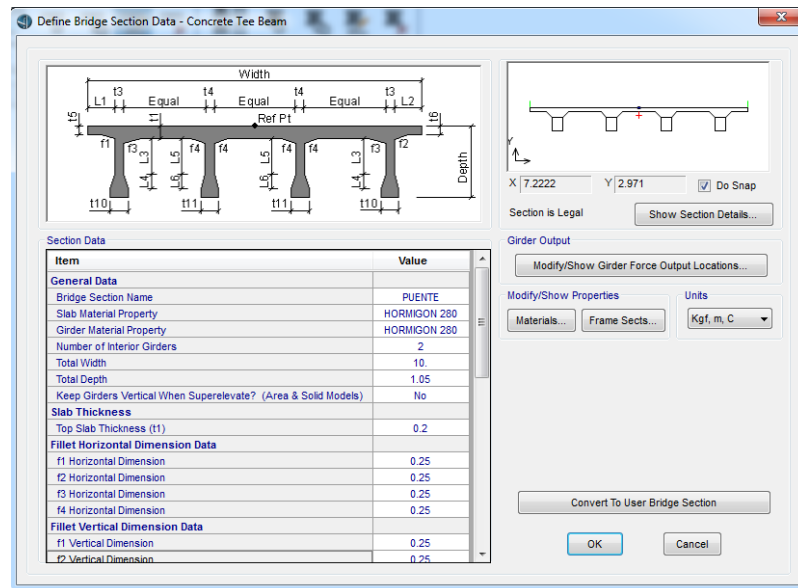 Define Bridge Section Data - Concrete Tee Beam
Width
t3 t4 t4 t3
L1 Equal Equal Equal L2
t5 t1 Ref Pt t6
f1 f3 f4 f4 f4 f4 f3 f2
L3 L5 L5 L3
L4 L6 L6 L4
Depth
t10 t11 t11 t10
Y
X 7.2222 Y 2.971 Do Snap
Section is Legal Show Section Details...
Section Data
Item Value
General Data
Bridge Section Name PUENTE
Slab Material Property HORMIGON 280
Girder Material Property HORMIGON 280
Number of Interior Girders 2
Total Width 10.
Total Depth 1.05
Keep Girders Vertical When Superelevate? (Area & Solid Models) No
Slab Thickness
Top Slab Thickness (t1) 0.2
Fillet Horizontal Dimension Data
f1 Horizontal Dimension 0.25
f2 Horizontal Dimension 0.25
f3 Horizontal Dimension 0.25
f4 Horizontal Dimension 0.25
Fillet Vertical Dimension Data
f1 Vertical Dimension 0.25
f2 Vertical Dimension 0.25
Girder Output
Modify/Show Girder Force Output Locations...
Modify/Show Properties
Materials... Frame Sects...
Units
Kgf, m, C
Convert To User Bridge Section
OK Cancel